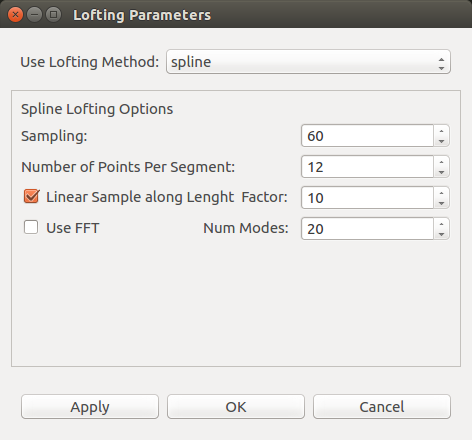 Lofting Parameters
Use Lofting Method: spline
Spline Lofting Options
Sampling: 60
Number of Points Per Segment: 12
Linear Sample along Lenght Factor: 10
Use FFT Num Modes: 20
Apply OK Cancel